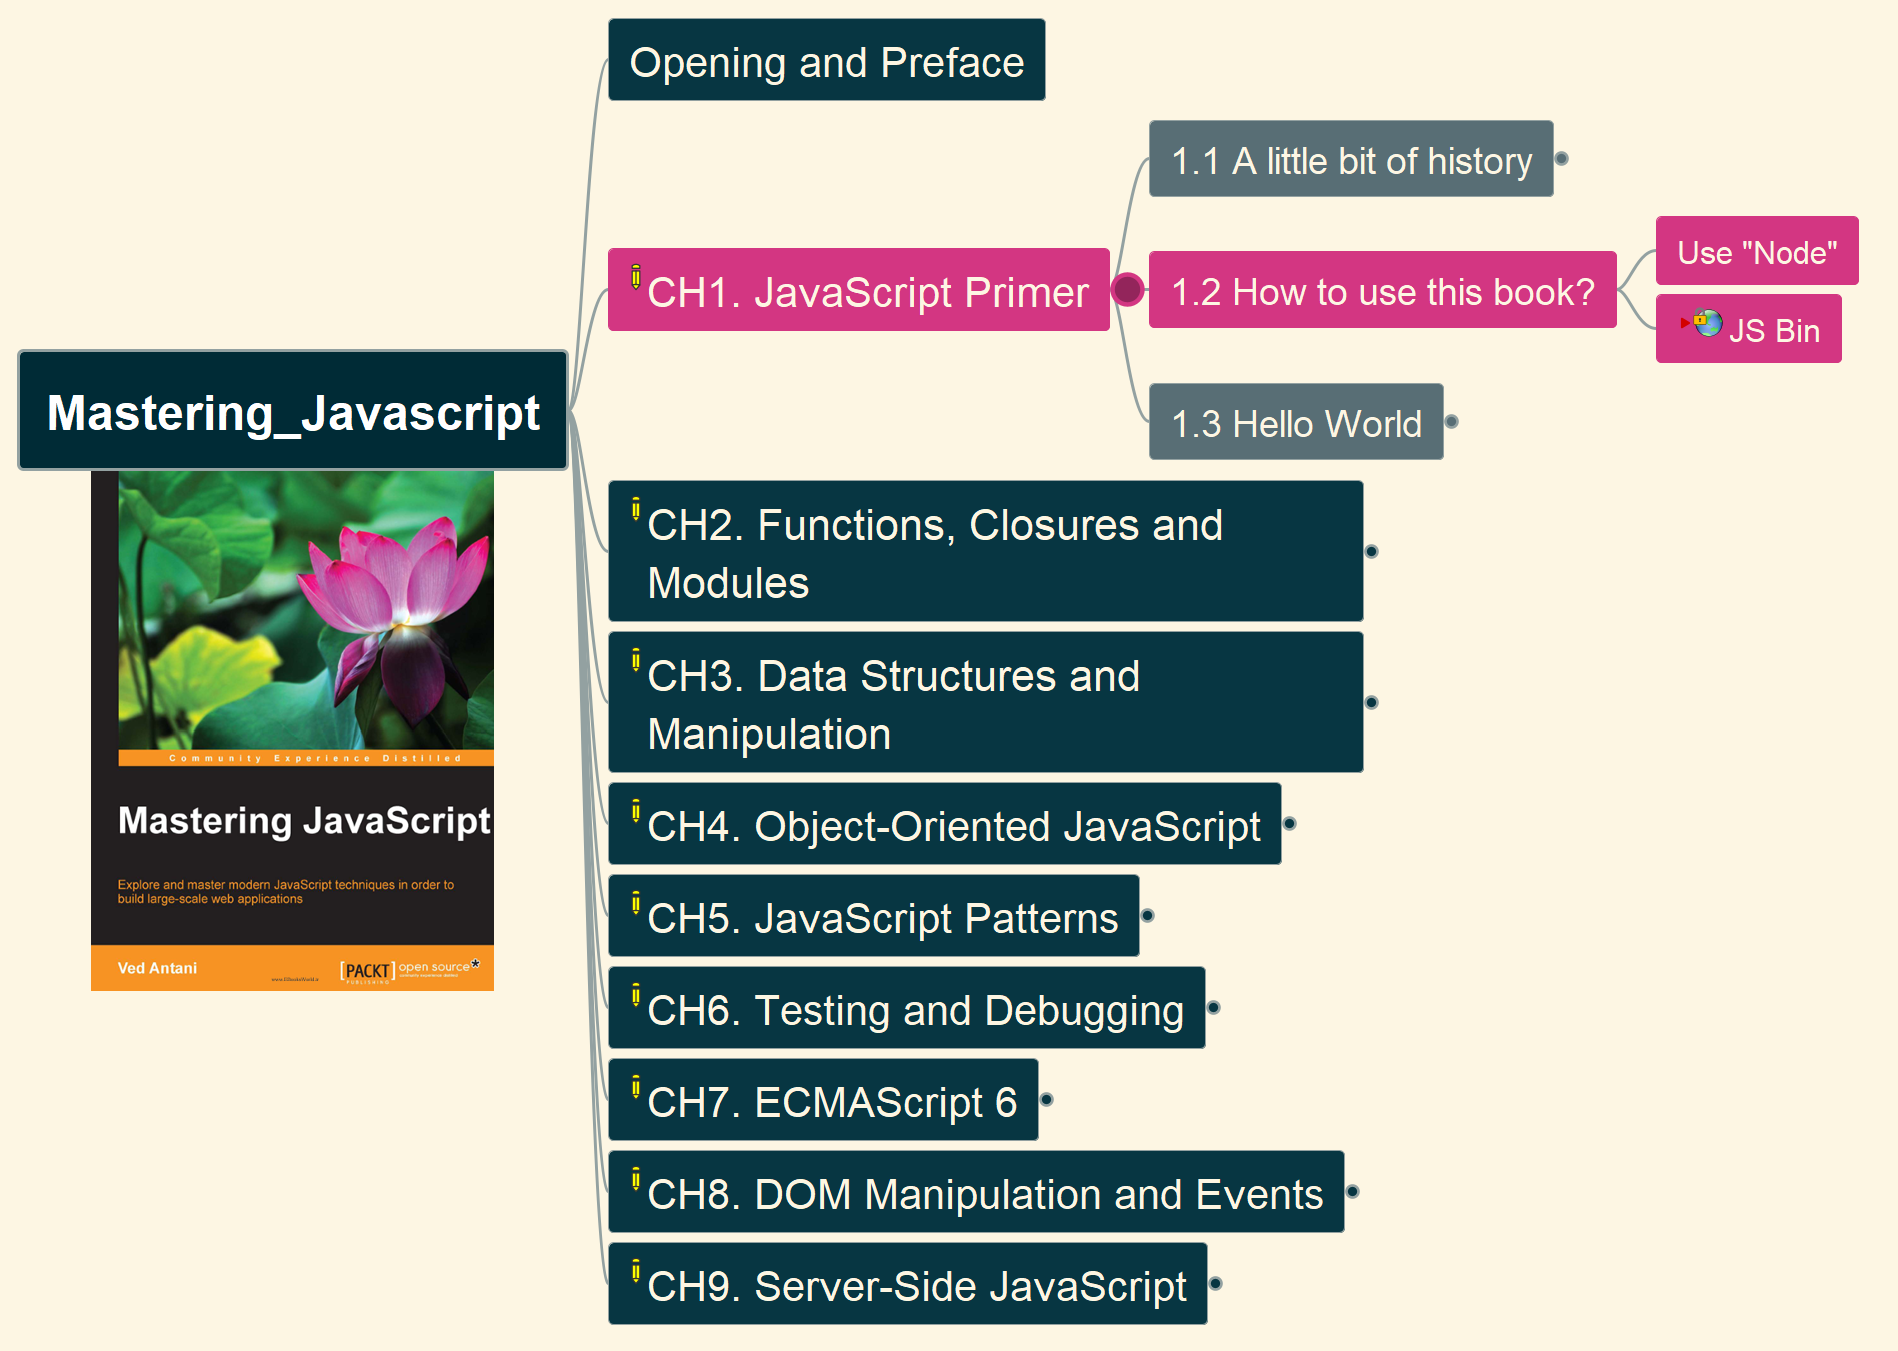 Opening and Preface
1.1 A little bit of history
CH1. JavaScript Primer
1.2 How to use this book?
Use "Node"
JS Bin
1.3 Hello World
Mastering_Javascript
CH2. Functions, Closures and
Modules
CH3. Data Structures and
Manipulation
CH4. Object-Oriented JavaScript
CH5. JavaScript Patterns
CH6. Testing and Debugging
CH7. ECMAScript 6
CH8. DOM Manipulation and Events
CH9. Server-Side JavaScript
Community Experience Distilled
Mastering JavaScript
Explore and master modern JavaScript techniques in order to
build large-scale web applications
Ved Antani
[PACKT] open source*
PUBLISHING